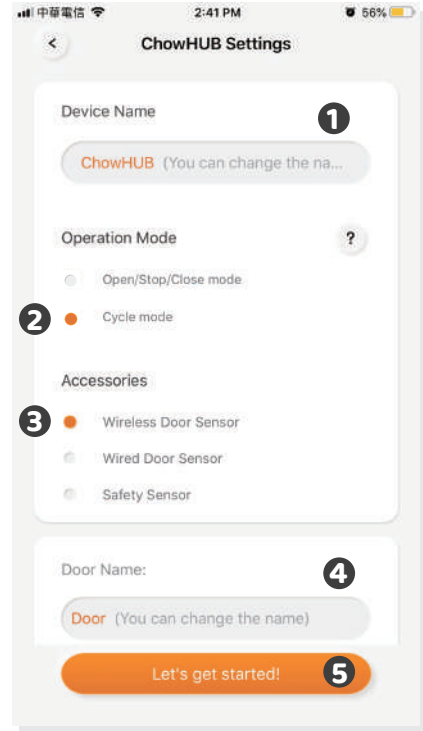 中華電信 2:41 PM 56%
< ChowHUB Settings
Device Name
1
ChowHUB (You can change the na...
Operation Mode ?
Open/Stop/Close mode
2 Cycle mode
Accessories
3 Wireless Door Sensor
Wired Door Sensor
Safety Sensor
Door Name:
4
Door (You can change the name)
Let's get started! 5